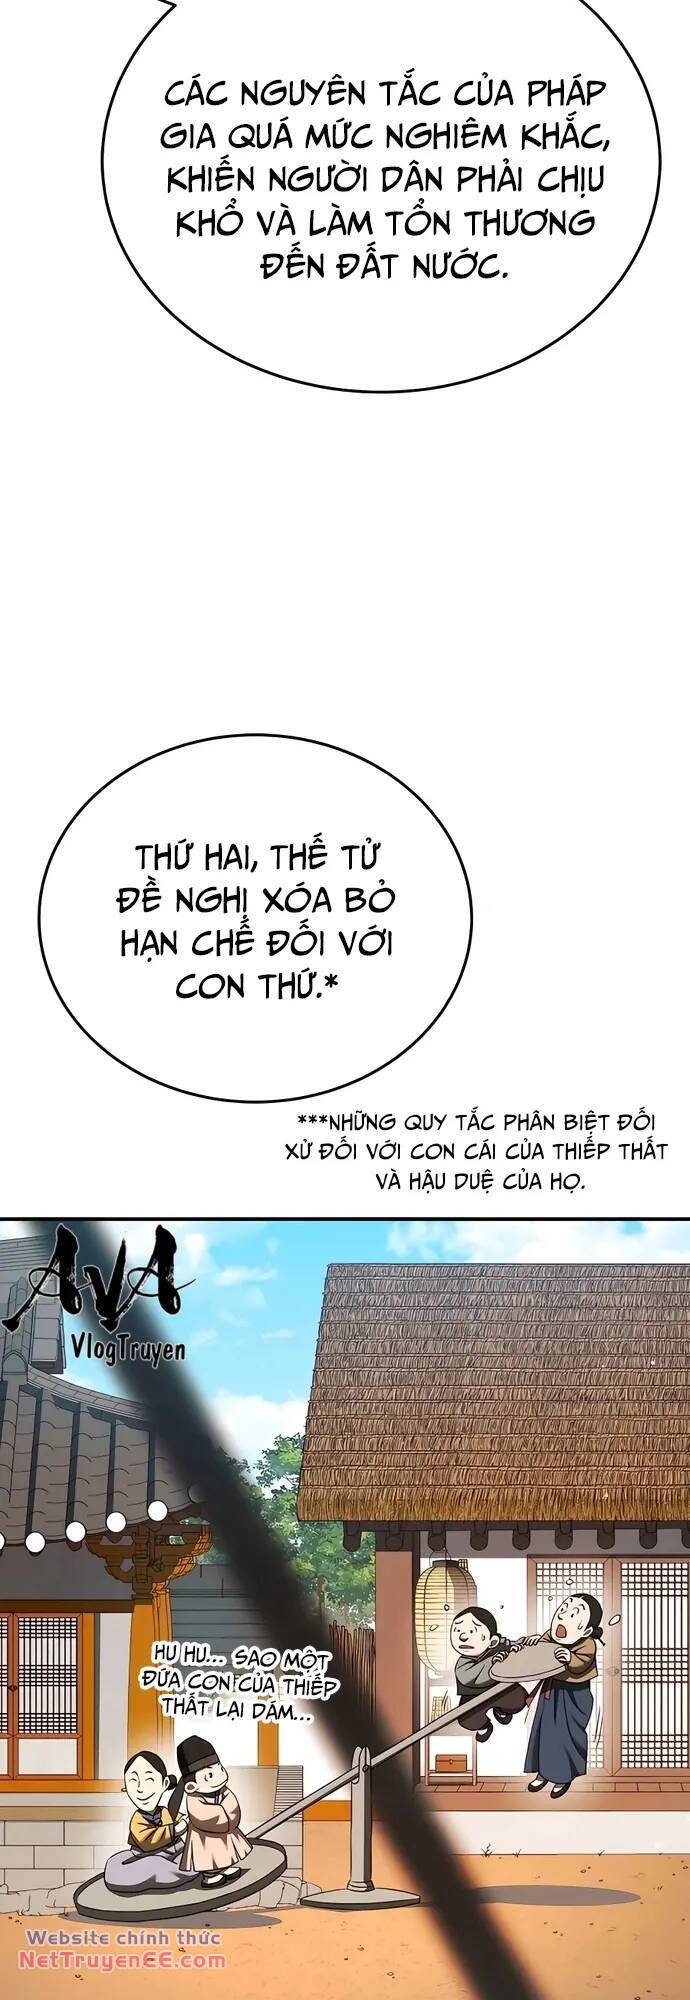 CÁC NGUYÊN TẮC CỦA PHÁP
GIA QUÁ MỨC NGHIÊM KHẮC,
KHIẾN NGƯỜI DÂN PHẢI CHỊU
KHỔ VÀ LÀM TỔN THƯƠNG
ĐẾN ĐẤT NƯỚC.
THỨ HAI, THẾ TỬ
ĐỀ NGHỊ XÓA BỎ
HẠN CHẾ ĐỐI VỚI
CON THỨ.*
***NHỮNG QUY TẮC PHÂN BIỆT ĐỐI
XỬ ĐỐI VỚI CON CÁI CỦA THIẾP THẤT
VÀ HẬU DUỆ CỦA HỌ.
AVA
VlogTruyen
HU HU... SAO MỘT
ĐỨA CON CỦA THIẾP
THẤT LẠI DÁM...
Website chính thức
NetTruyenEE.com